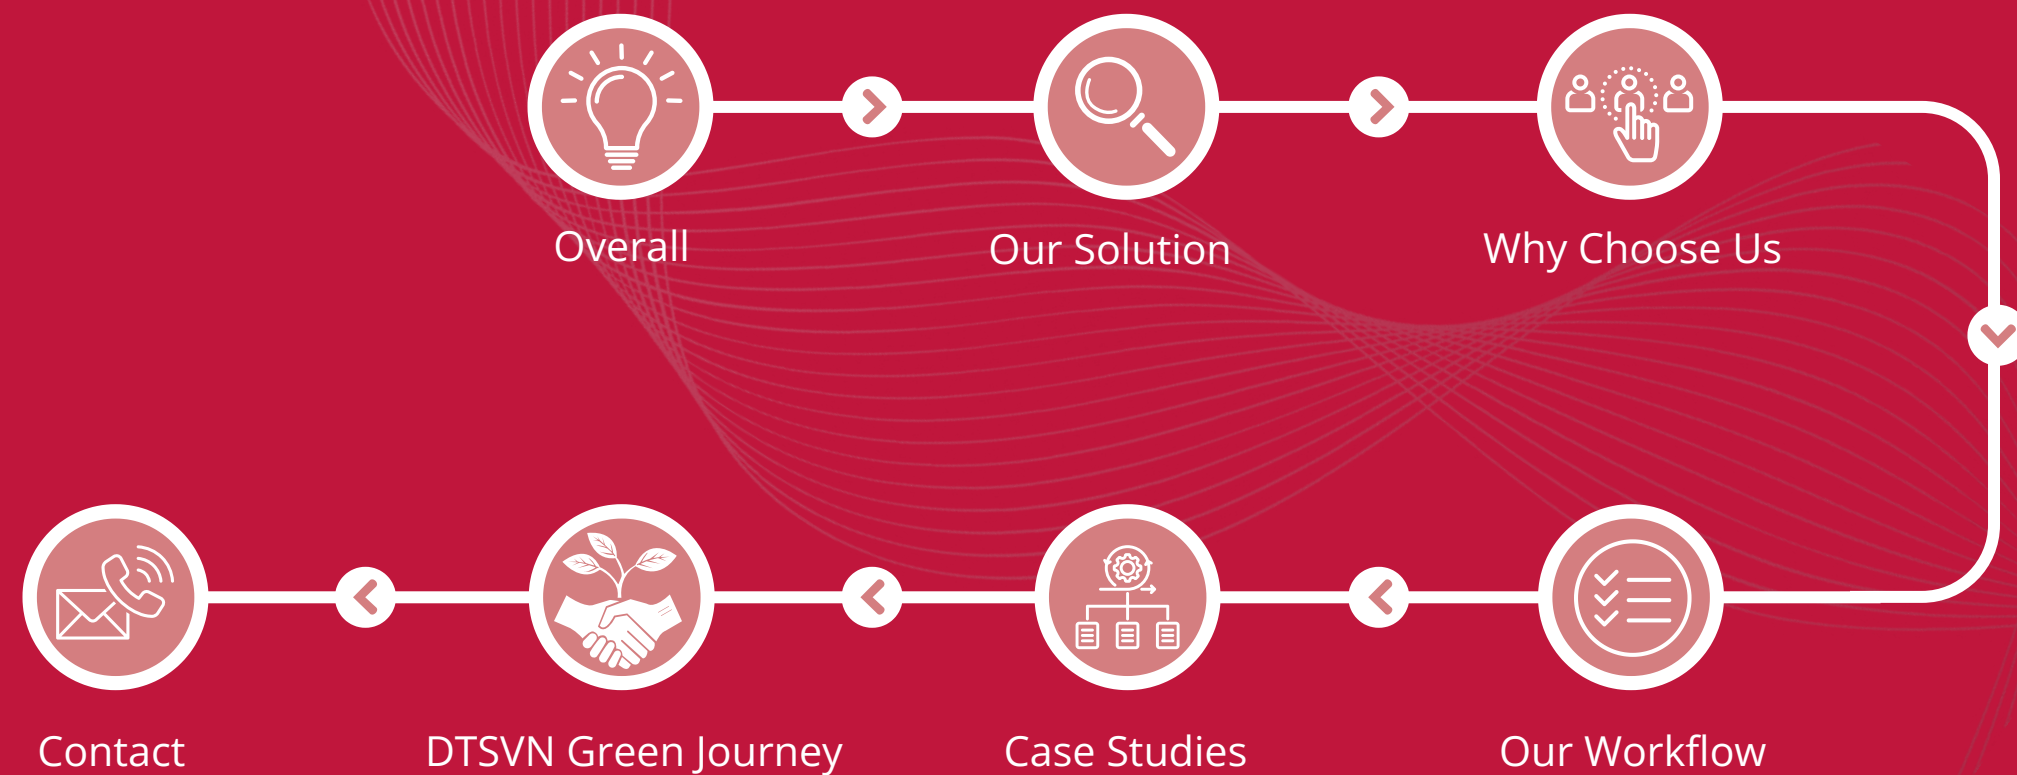 Overall
Our Solution
Why Choose Us
Our Workflow
Case Studies
DTSVN Green Journey
Contact